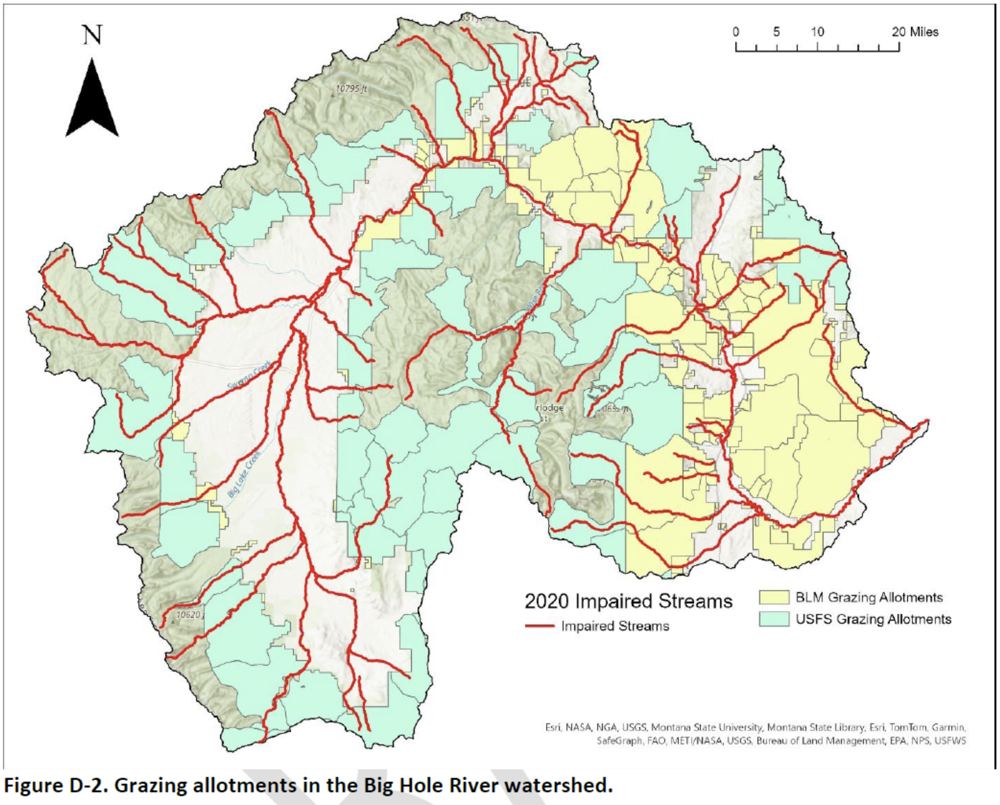 N
0 5 10 20 Miles
10795 ft
Wise
Swamp Creek
rlodge
st
Big Lake Creek
10620
2020 Impaired Streams
Impaired Streams
BLM Grazing Allotments
USFS Grazing Allotments
Esri, NASA, NGA, USGS, Montana State University, Montana State Library, Esri, TomTom, Garmin,
SafeGraph, FAO, METI/NASA, USGS, Bureau of Land Management, EPA, NPS, USFWS
Figure D-2. Grazing allotments in the Big Hole River watershed.